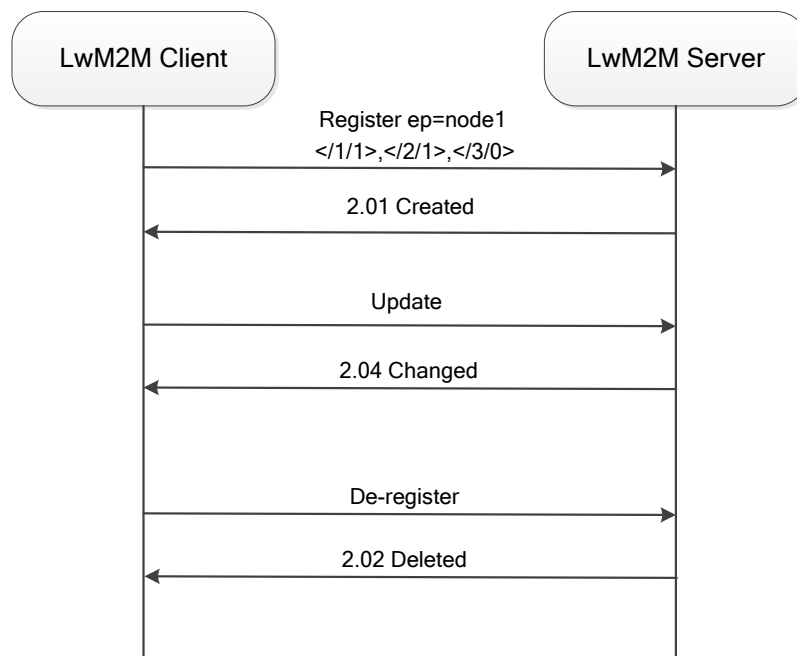 LwM2M Client
LwM2M Server
Register ep=node1
</1/1>,</2/1>,</3/0>
2.01 Created
Update
2.04 Changed
De-register
2.02 Deleted